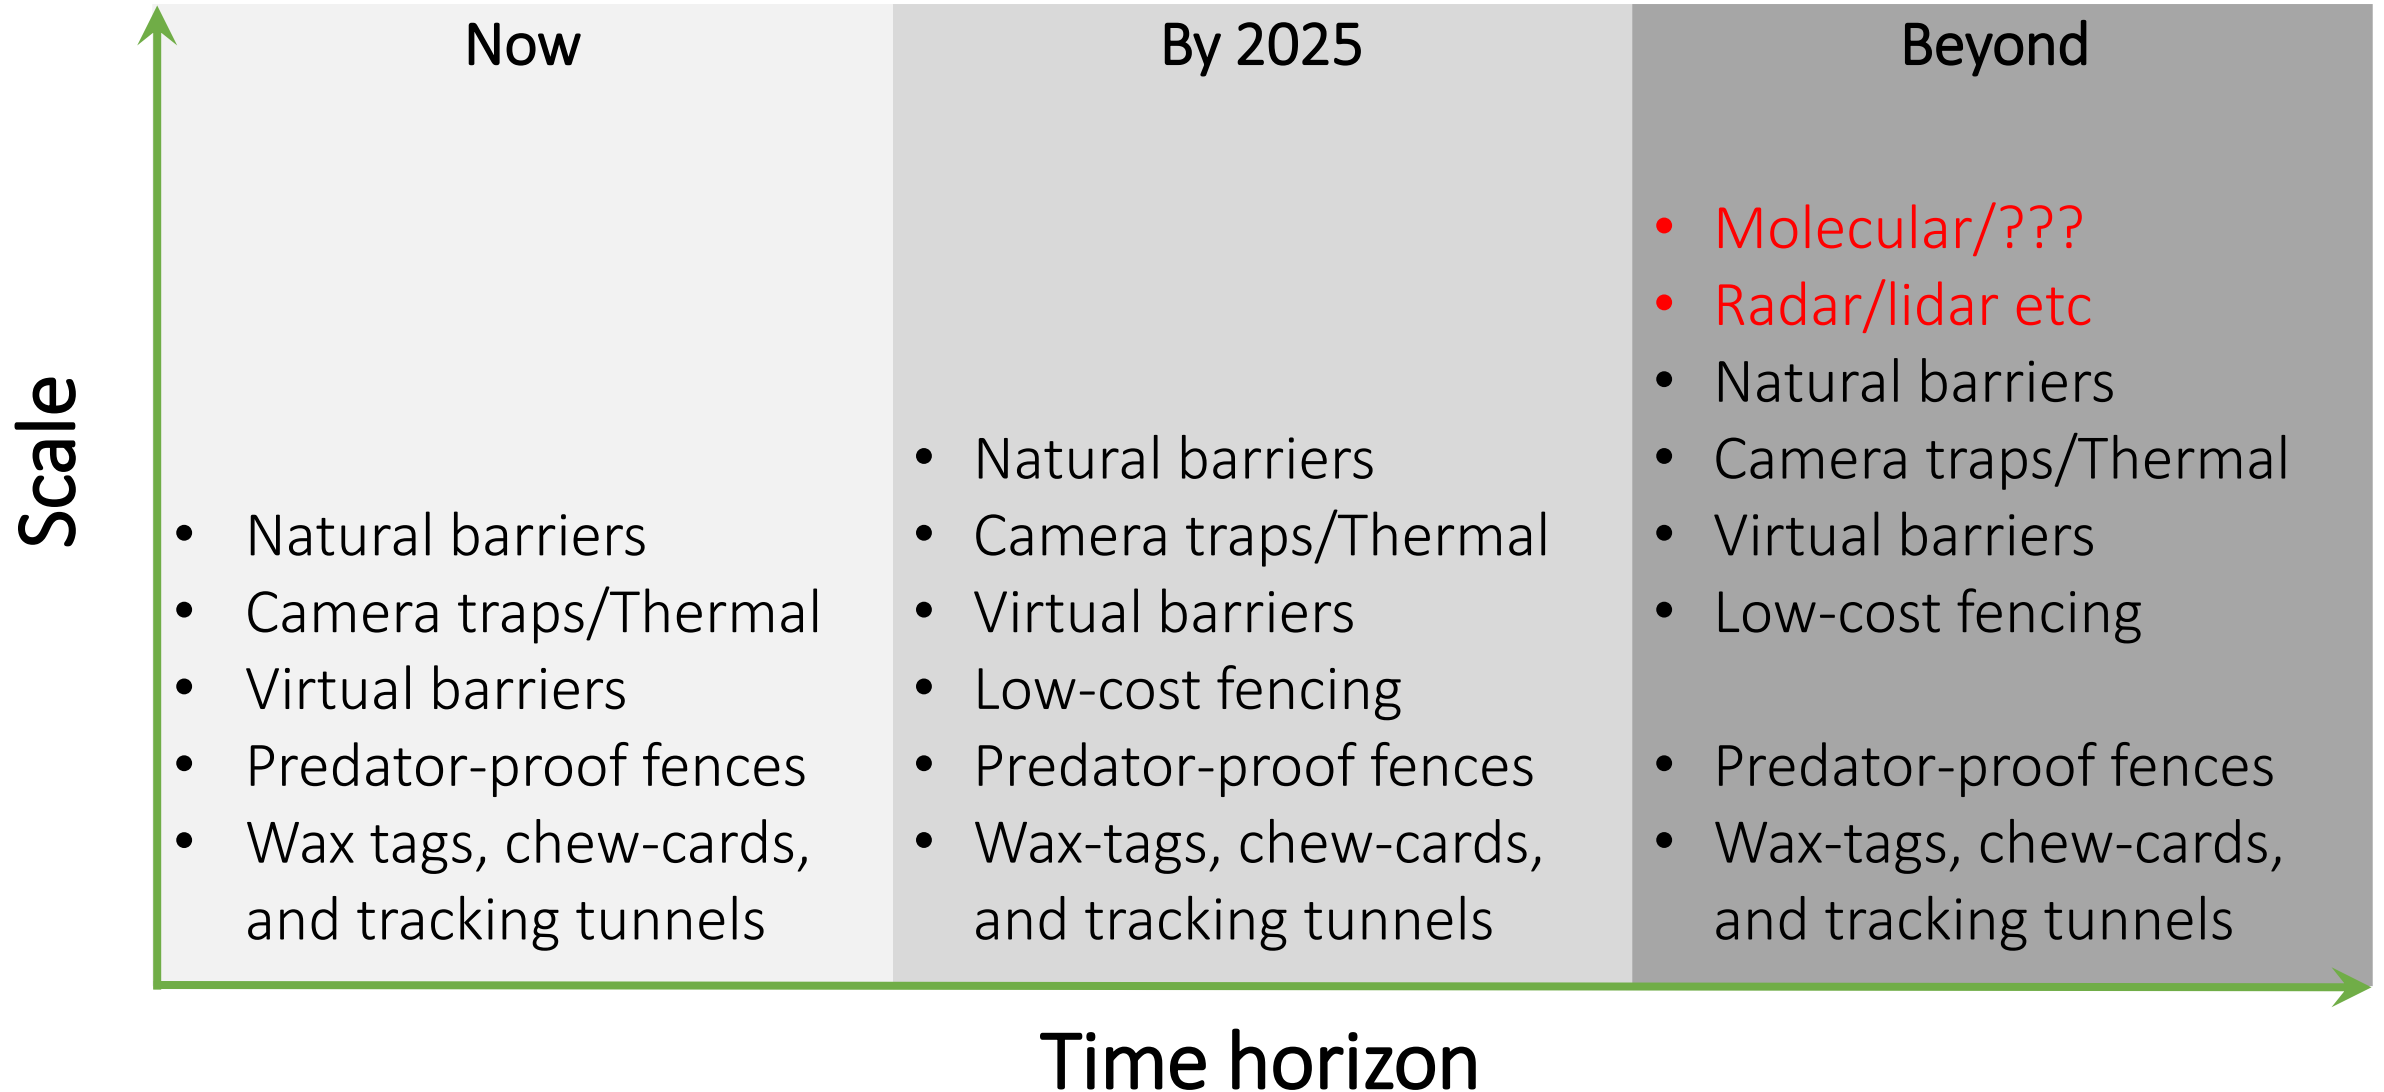 Now
By 2025
Beyond
Scale
• Natural barriers
• Camera traps/Thermal
• Virtual barriers
• Predator-proof fences
• Wax tags, chew-cards,
and tracking tunnels
• Natural barriers
• Camera traps/Thermal
• Virtual barriers
• Low-cost fencing
• Predator-proof fences
• Wax-tags, chew-cards,
and tracking tunnels
• Molecular/???
• Radar/lidar etc
• Natural barriers
• Camera traps/Thermal
• Virtual barriers
• Low-cost fencing
• Predator-proof fences
• Wax-tags, chew-cards,
and tracking tunnels
Time horizon